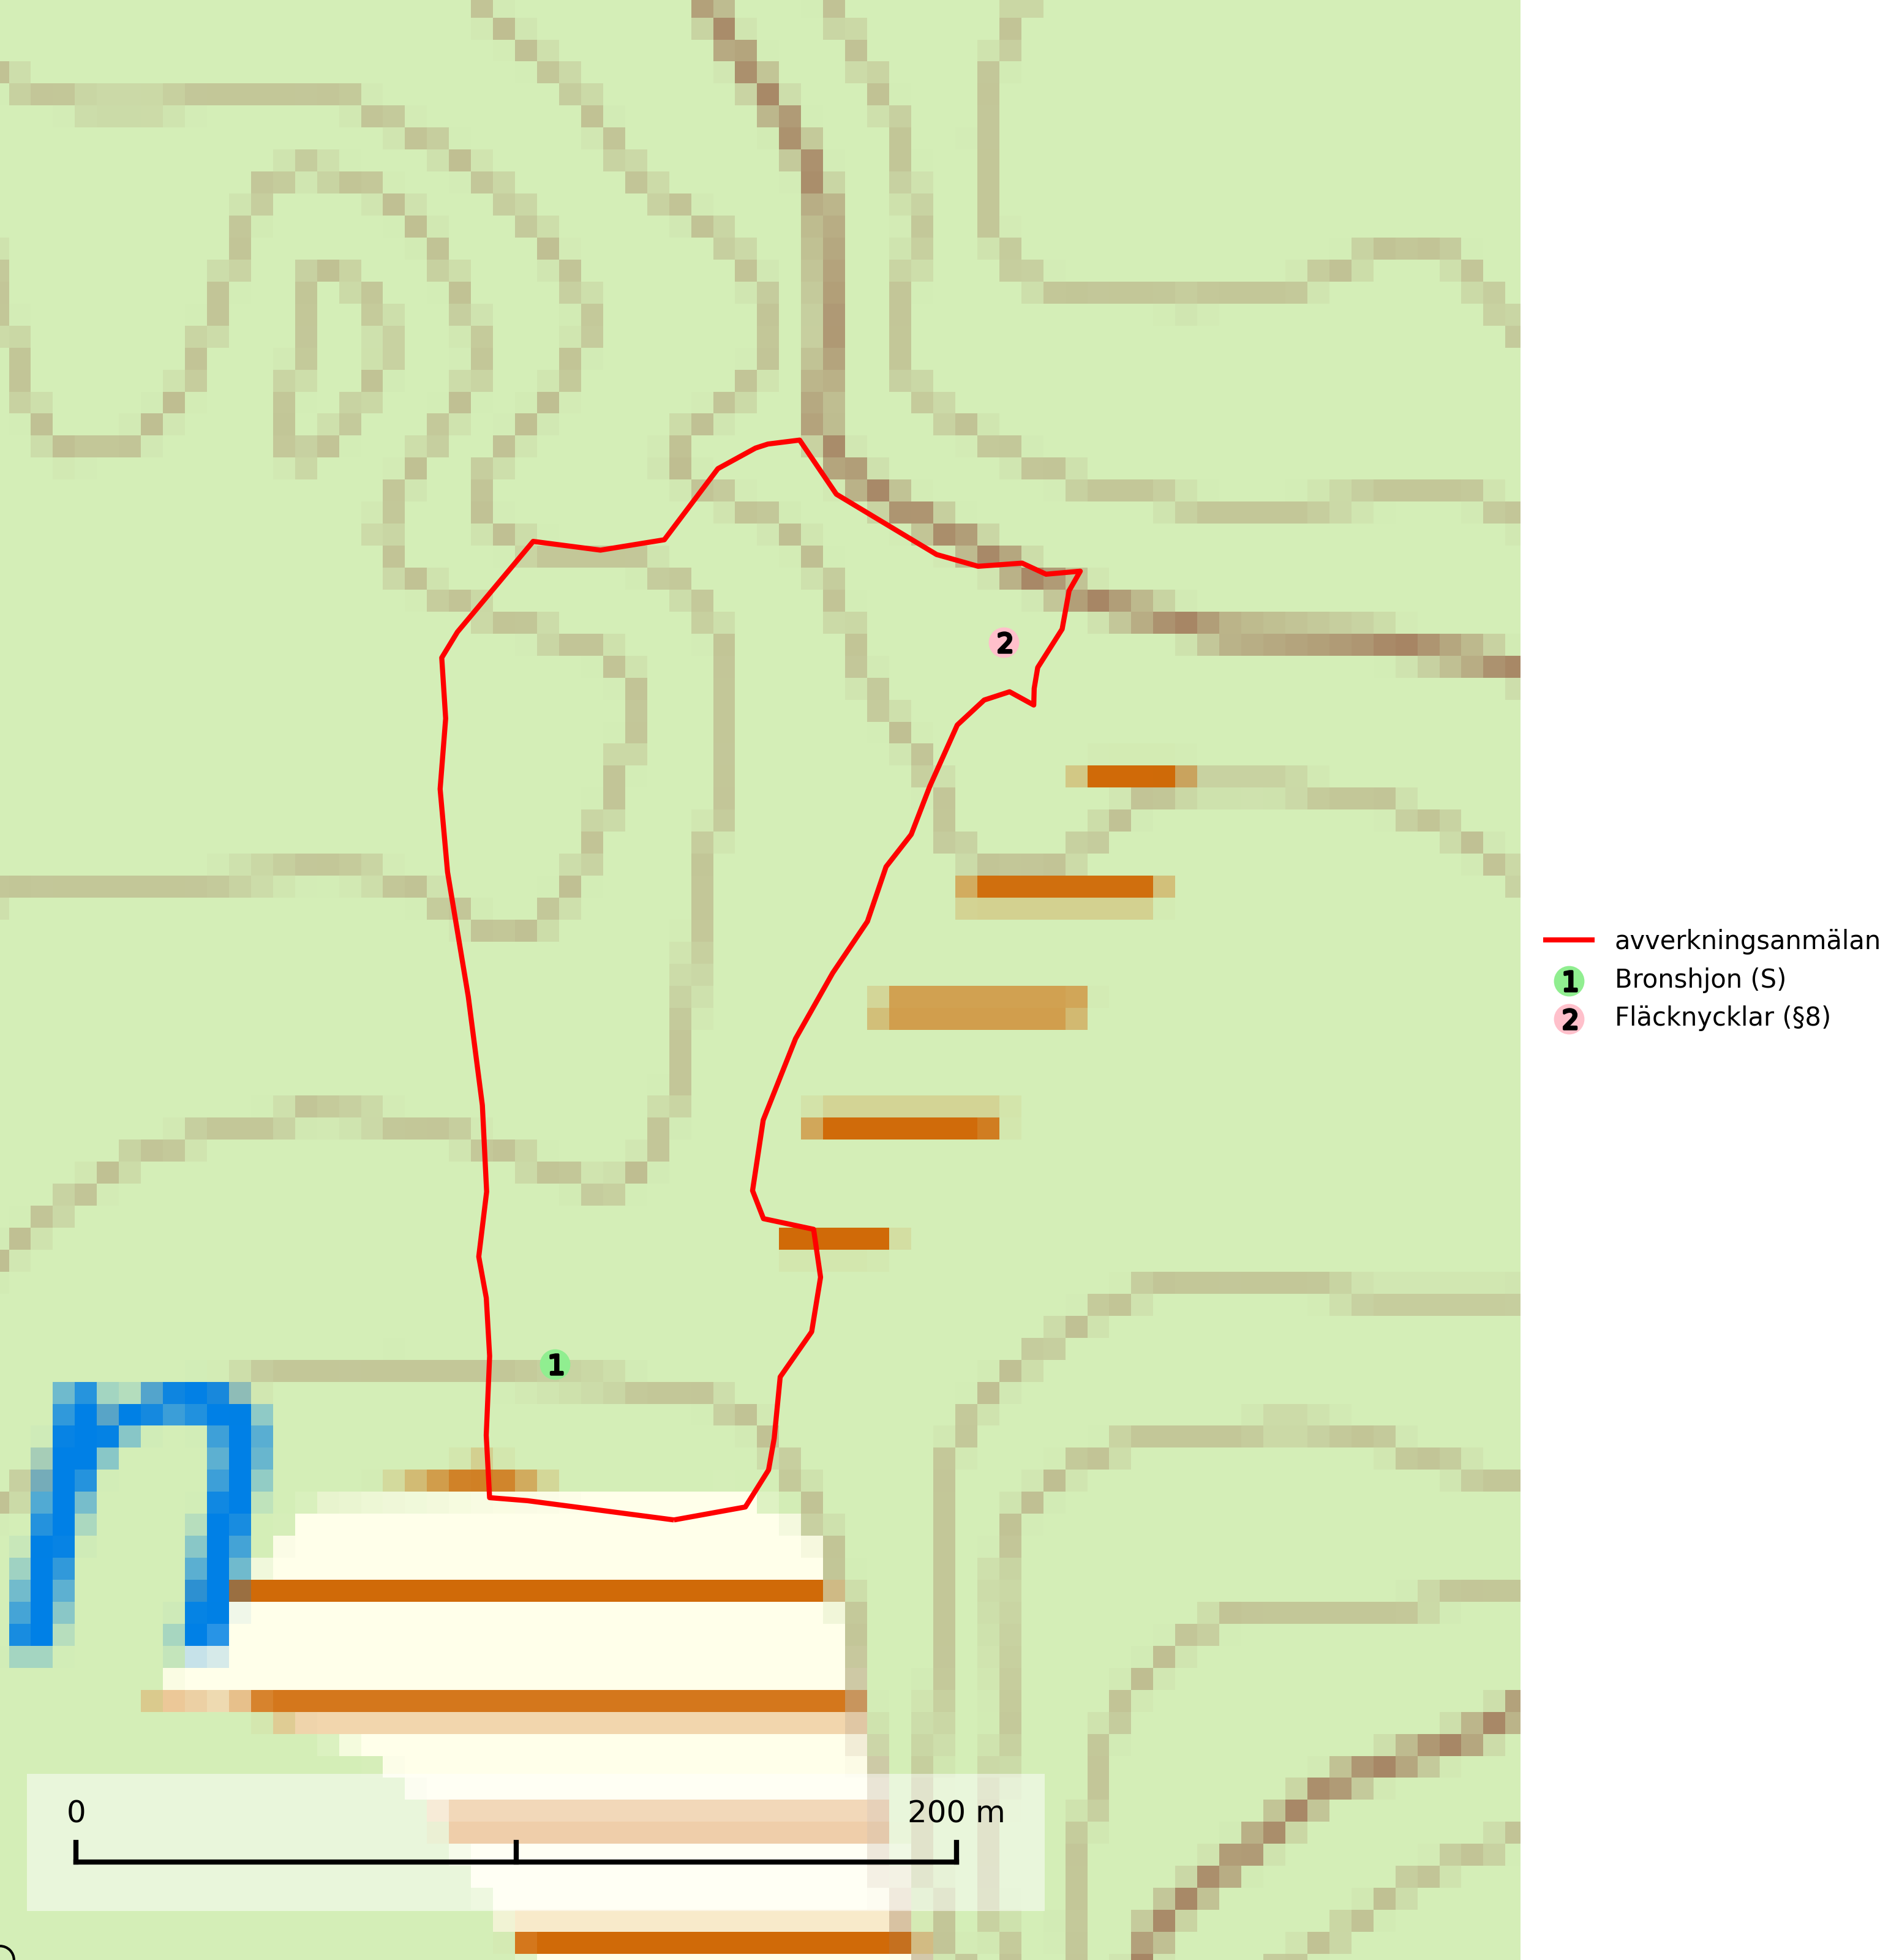 2
avverkningsanmälan
1 Bronshjon (S)
2 Fläcknycklar (§8)
1
0 200 m